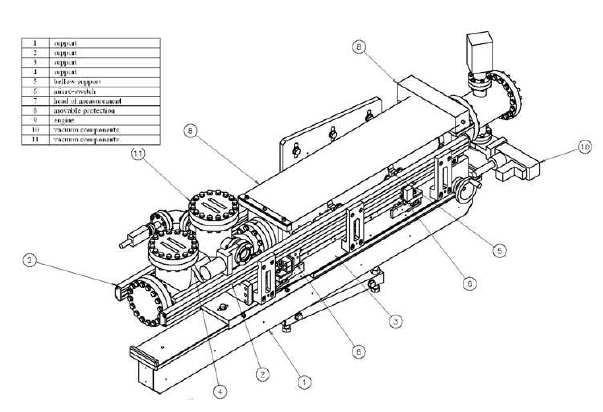 1 support
2 support
3 support
4 support
5 bellow support
6 micro-switch
7 head of measurement
8 movable protection
9 engine
10 vacuum components
11 vacuum components
8
8
11
10
2
5
6
3
6
2
4
1